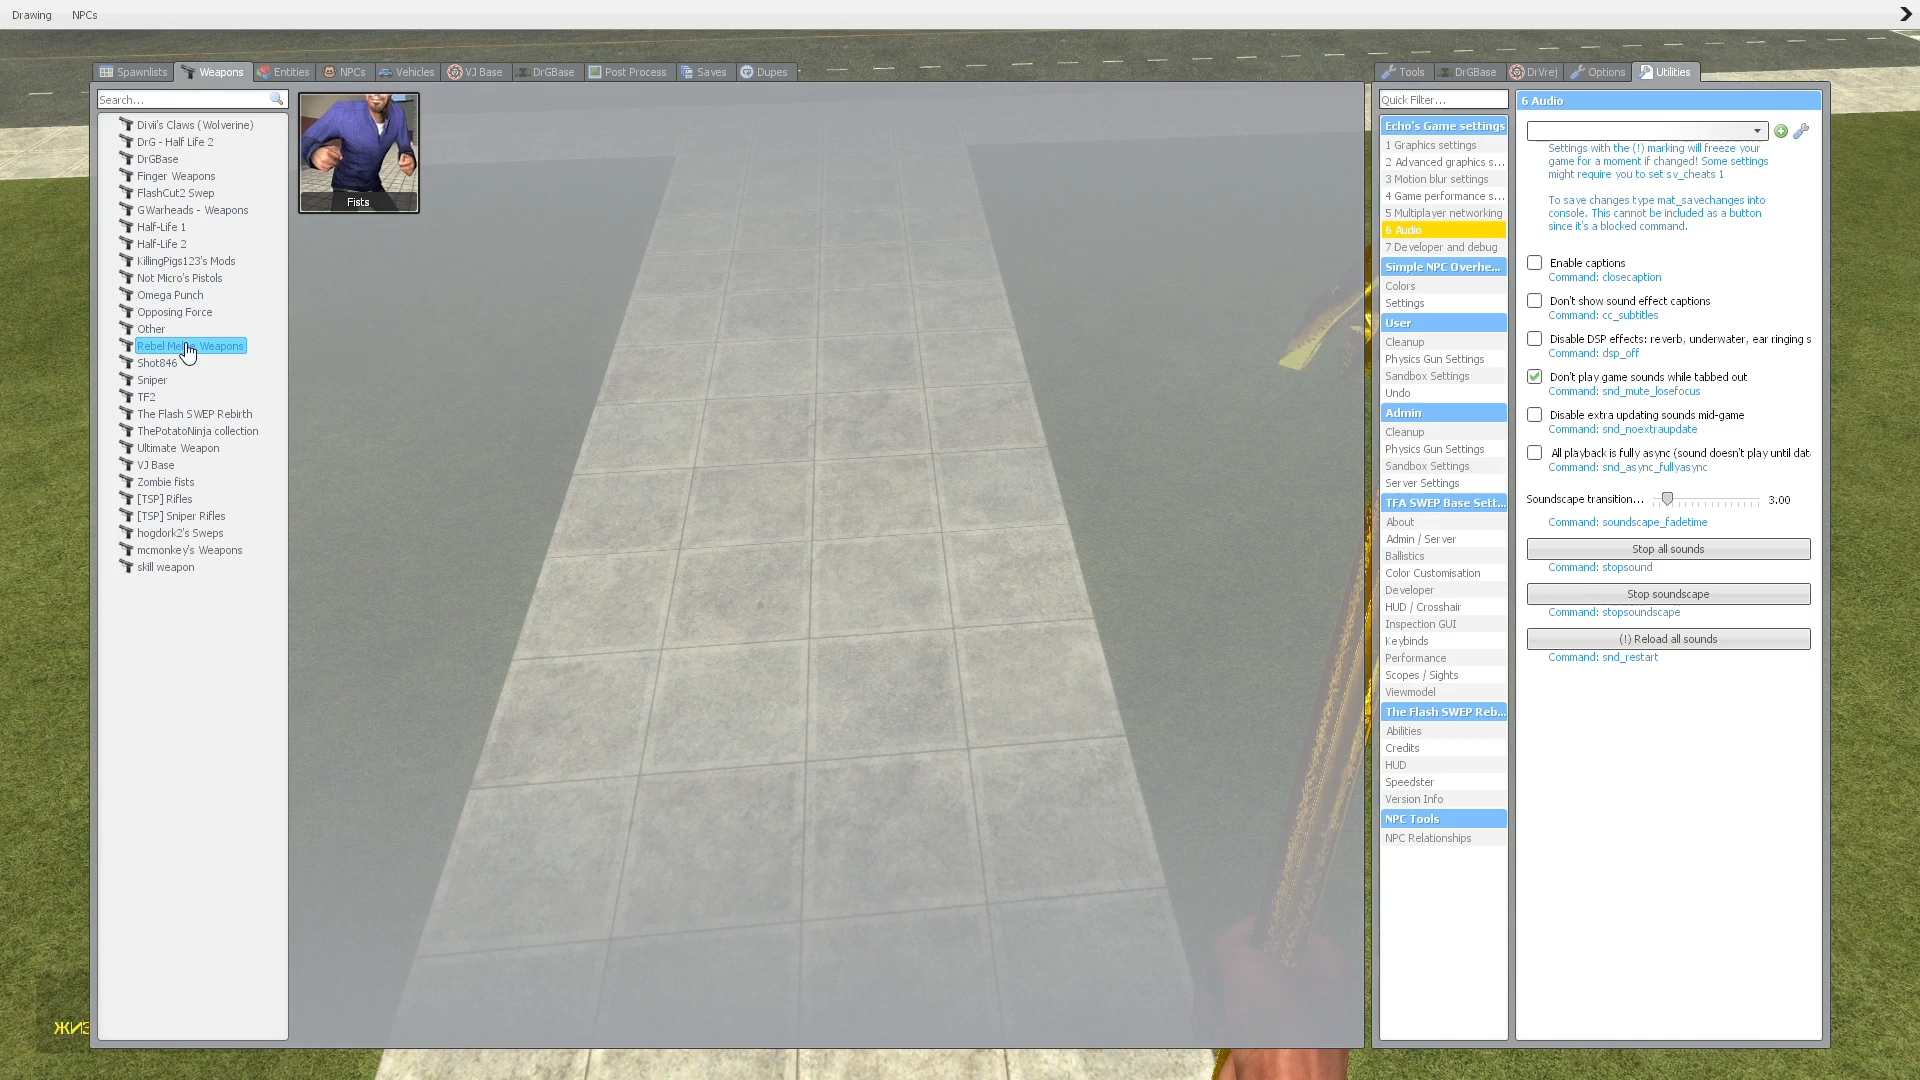 Drawing NPCs
Spawnlists Weapons Entities NPCs Vehicles VJ Base DrGBase Post Process Saves Dupes
Search...
Divii's Claws (Wolverine)
DrG - Half Life 2
DrGBase
Finger Weapons
FlashCut2 Swep
GWarheads - Weapons
Half-Life 1
Half-Life 2
KillingPigs123's Mods
Not Micro's Pistols
Omega Punch
Opposing Force
Other
Rebel Weapons
Shot846
Sniper
TF2
The Flash SWEP Rebirth
ThePotatoNinja collection
Ultimate Weapon
VJ Base
Zombie fists
[TSP] Rifles
[TSP] Sniper Rifles
hogdork2's Sweps
mcmonkey's Weapons
skill weapon
Fists
Tools DrGBase DrVrej Options Utilities
Quick Filter...
Echo's Game settings
1 Graphics settings
2 Advanced graphics s...
3 Motion blur settings
4 Game performance s...
5 Multiplayer networking
6 Audio
7 Developer and debug
Simple NPC Overhe...
Colors
Settings
User
Cleanup
Physics Gun Settings
Sandbox Settings
Undo
Admin
Cleanup
Physics Gun Settings
Sandbox Settings
Server Settings
TFA SWEP Base Sett...
About
Admin / Server
Ballistics
Color Customisation
Developer
HUD / Crosshair
Inspection GUI
Keybinds
Performance
Scopes / Sights
Viewmodel
The Flash SWEP Reb...
Abilities
Credits
HUD
Speedster
Version Info
NPC Tools
NPC Relationships
6 Audio
Settings with the (!) marking will freeze your
game for a moment if changed! Some settings
might require you to set sv_cheats 1
To save changes type mat_savechanges into
console. This cannot be included as a button
since it's a blocked command.
Enable captions
Command: closecaption
Don't show sound effect captions
Command: cc_subtitles
Disable DSP effects: reverb, underwater, ear ringing s
Command: dsp_off
Don't play game sounds while tabbed out
Command: snd_mute_losefocus
Disable extra updating sounds mid-game
Command: snd_noextraupdate
All playback is fully async (sound doesn't play until dat
Command: snd_async_fullyasync
Soundscape transition... 3.00
Command: soundscape_fadetime
Stop all sounds
Command: stopsound
Stop soundscape
Command: stopsoundscape
(!) Reload all sounds
Command: snd_restart
ЖИЗ